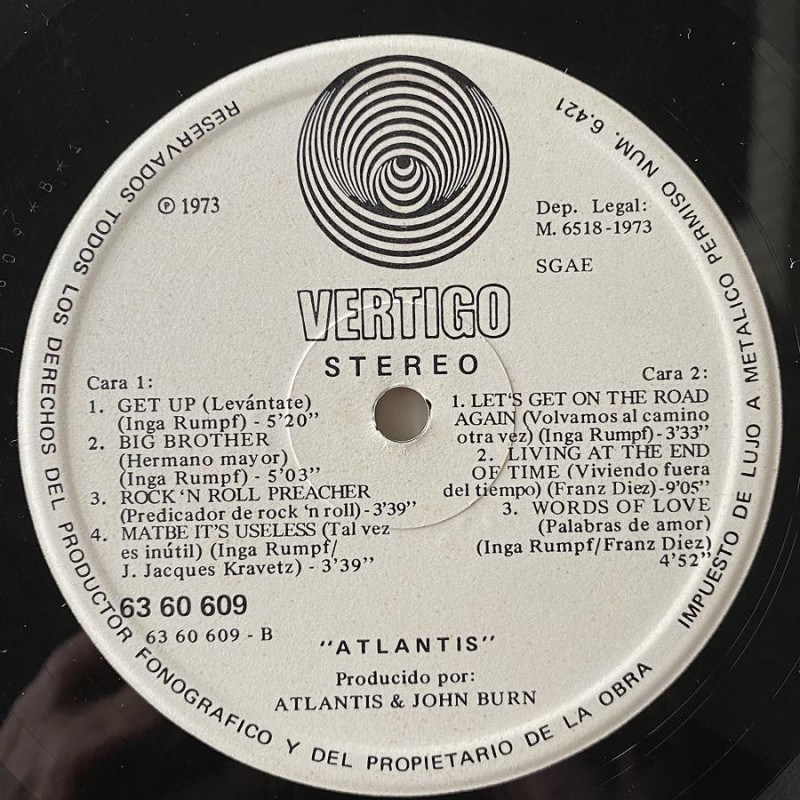 RESERVADOS TODOS LOS DERECHOS DEL PRODUCTOR FONOGRAFICO Y DEL PROPIETARIO DE LA OBRA
IMPUESTO DE LUJO A METALICO PERMISO NUM. 6.421
℗ 1973
Dep. Legal:
M. 6518-1973
SGAE
VERTIGO
STEREO
Cara 1:
1. GET UP (Levántate)
(Inga Rumpf) - 5'20"
2. BIG BROTHER
(Hermano mayor)
(Inga Rumpf) - 5'03"
3. ROCK 'N ROLL PREACHER
(Predicador de rock 'n roll) - 3'39"
4. MATBE IT'S USELESS (Tal vez
es inútil) (Inga Rumpf/
J. Jacques Kravetz) - 3'39"
Cara 2:
1. LET'S GET ON THE ROAD
AGAIN (Volvamos al camino
otra vez) (Inga Rumpf) - 3'33"
2. LIVING AT THE END
OF TIME (Viviendo fuera
del tiempo) (Franz Diez)-9'05"
3. WORDS OF LOVE
(Palabras de amor)
(Inga Rumpf/Franz Díez)
4'52"
63 60 609
63 60 609 - B
"ATLANTIS"
Producido por:
ATLANTIS & JOHN BURN